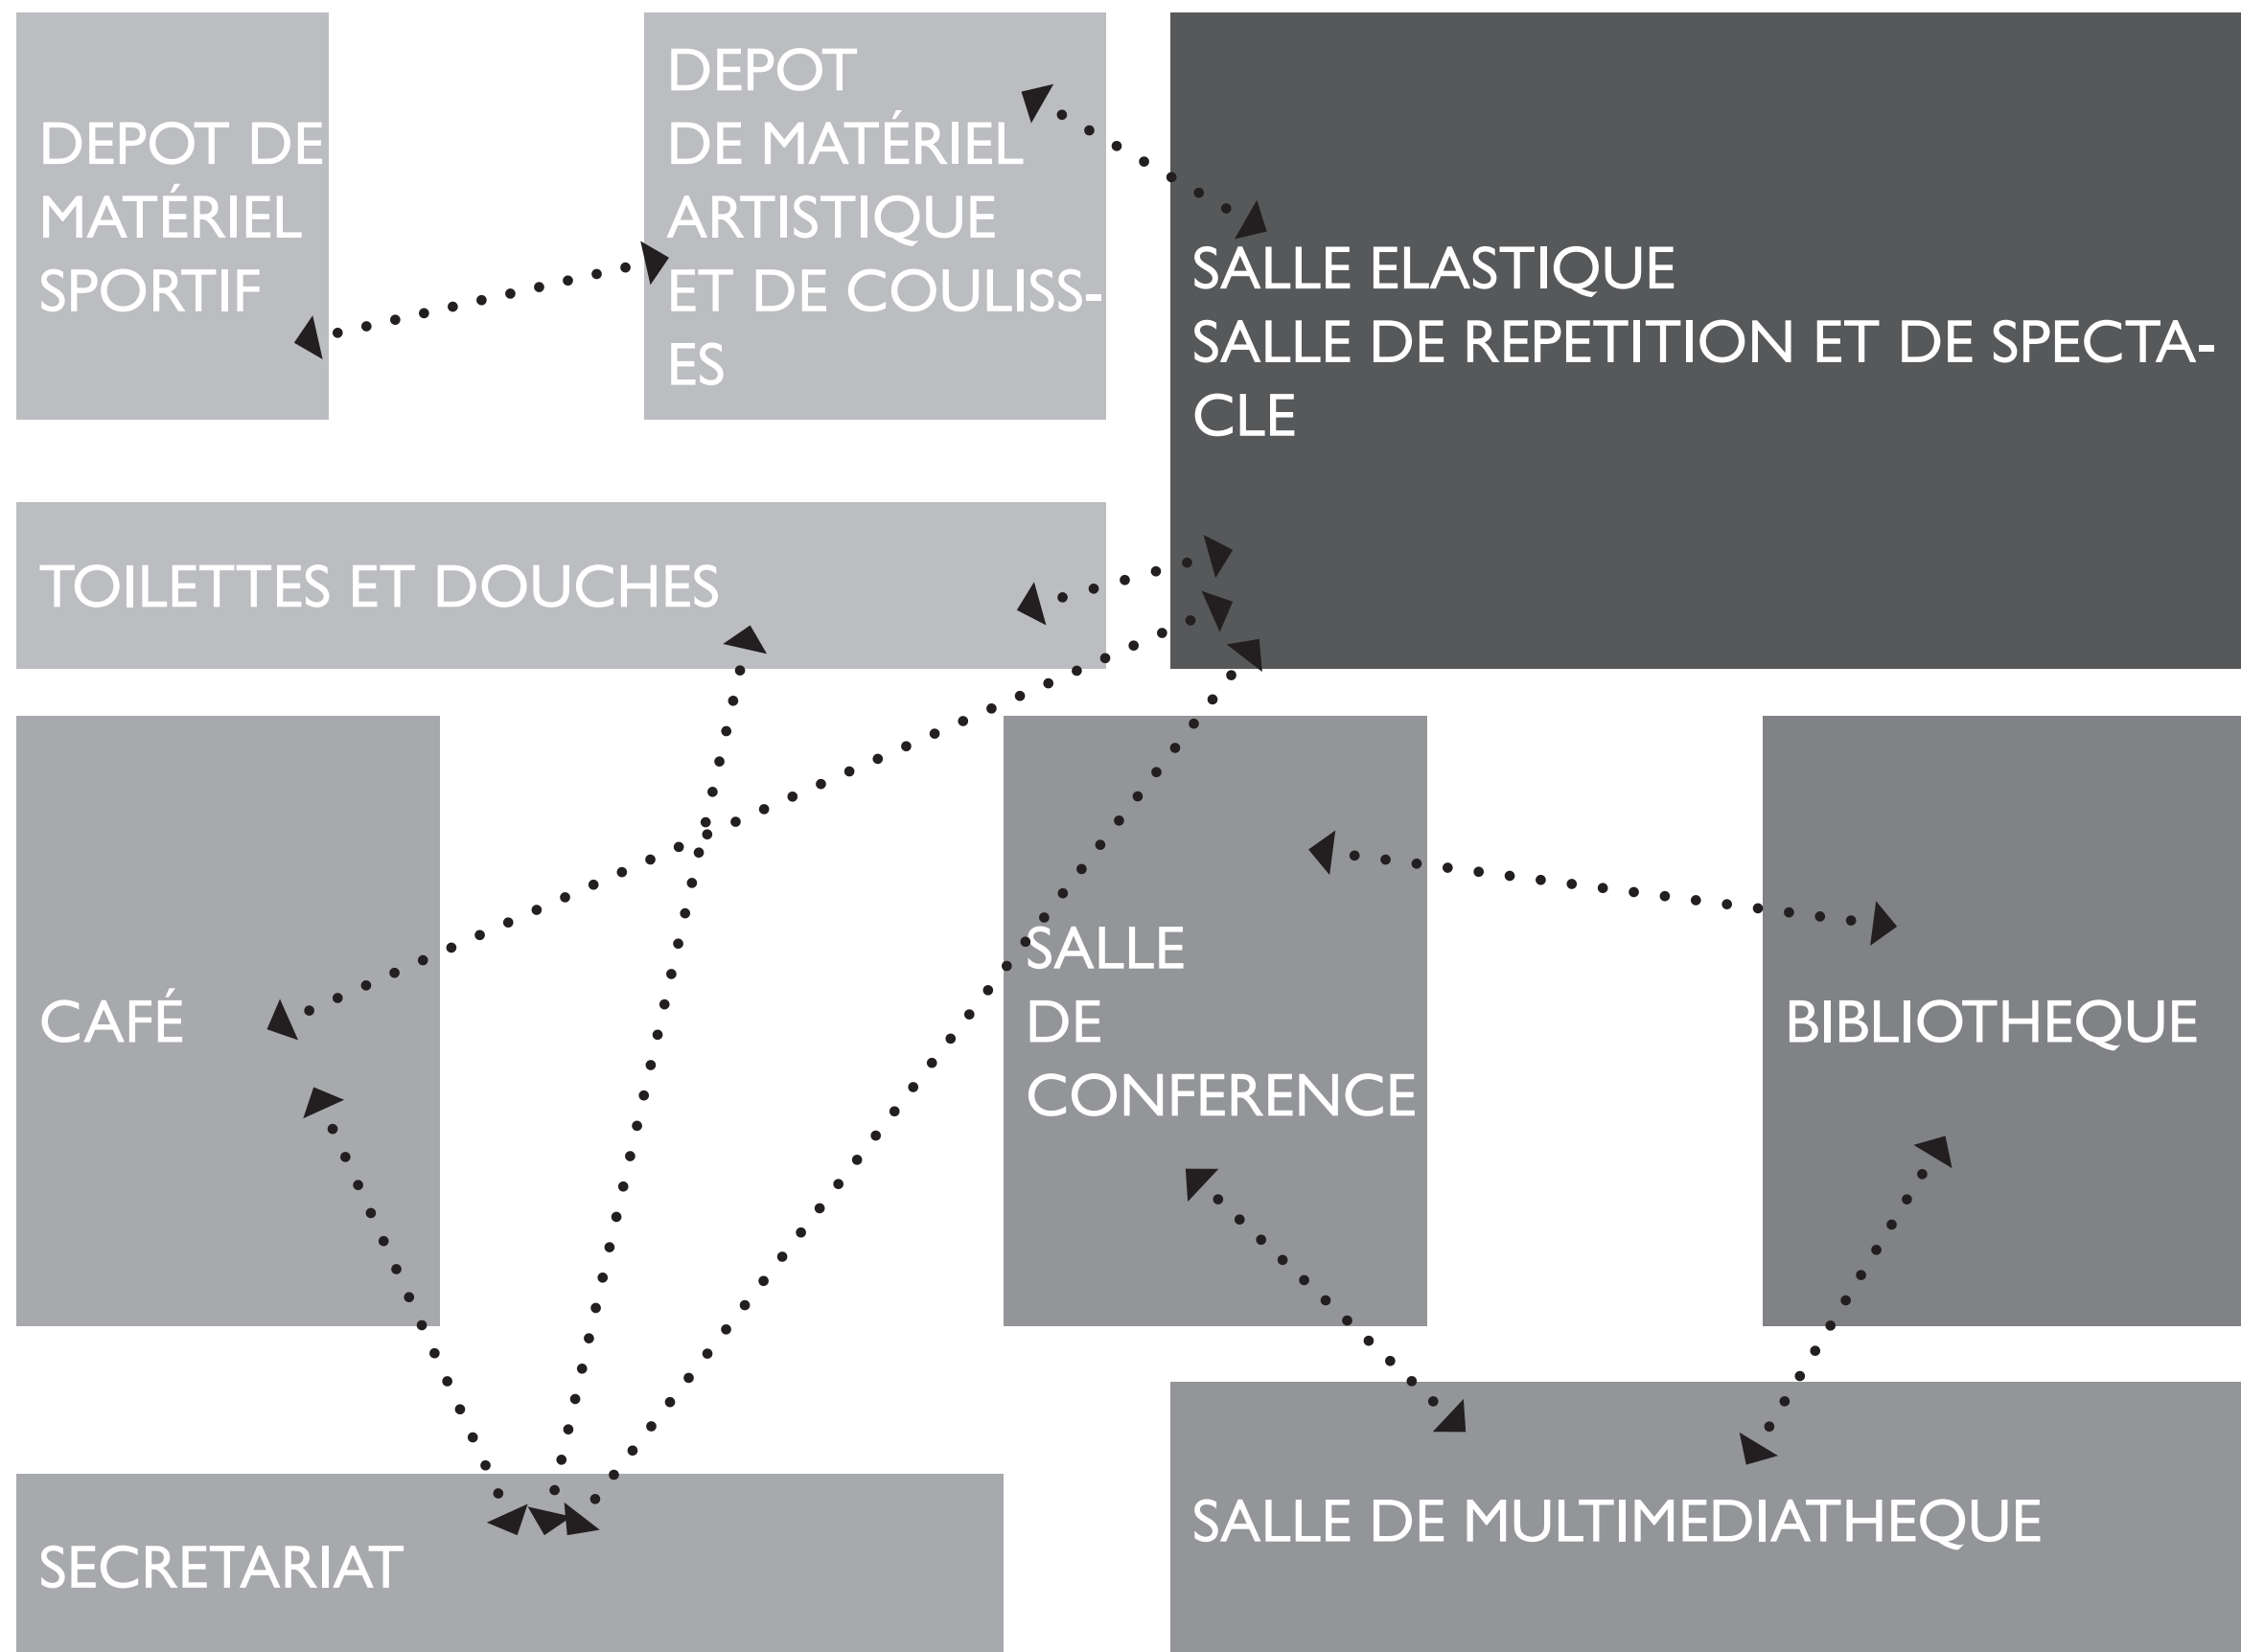 DEPOT DE
MATÉRIEL
SPORTIF
DEPOT
DE MATÉRIEL
ARTISTIQUE
ET DE COULISS-
ES
SALLE ELASTIQUE
SALLE DE REPETITION ET DE SPECTA-
CLE
TOILETTES ET DOUCHES
CAFÉ
SALLE
DE
CONFERENCE
BIBLIOTHEQUE
SECRETARIAT
SALLE DE MULTIMEDIATHEQUE